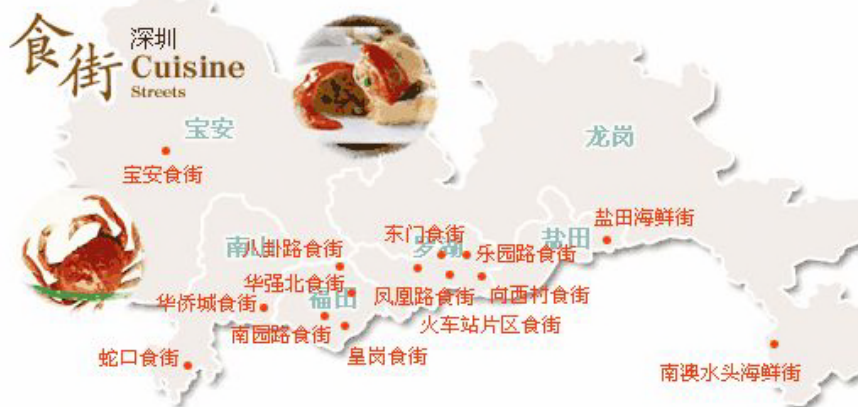 食街
深圳
Cuisine
Streets
宝安
龙岗
宝安食街
盐田海鲜街
东门食街
盐田
南山
八卦路食街
罗湖
乐园路食街
华强北食街
福田
凤凰路食街
向西村食街
华侨城食街
南园路食街
火车站片区食街
皇岗食街
蛇口食街
南澳水头海鲜街